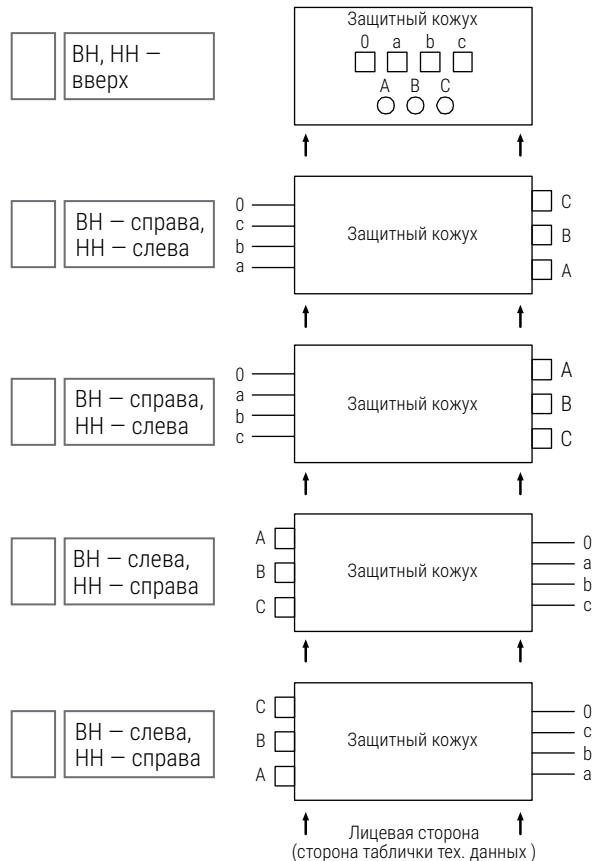 Защитный кожух
0 a b c
A B C
ВН, НН —
вверх
ВН — справа,
НН — слева
0
c
b
a
Защитный кожух
C
B
A
ВН — справа,
НН — слева
0
a
b
c
Защитный кожух
A
B
C
ВН — слева,
НН — справа
A
B
C
Защитный кожух
0
a
b
c
ВН — слева,
НН — справа
C
B
A
Защитный кожух
0
c
b
a
Лицевая сторона
(сторона таблички тех. данных )